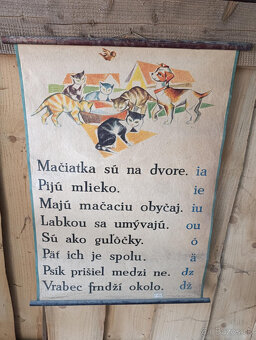 Mačiatka sú na dvore. ia
Pijú mlieko. ie
Majú mačaciu obyčaj. iu
Labkou sa umývajú. ou
Sú ako guľôčky. ô
Päť ich je spolu. ä
Psík prišiel medzi ne. dz
Vrabec frndží okolo. dž